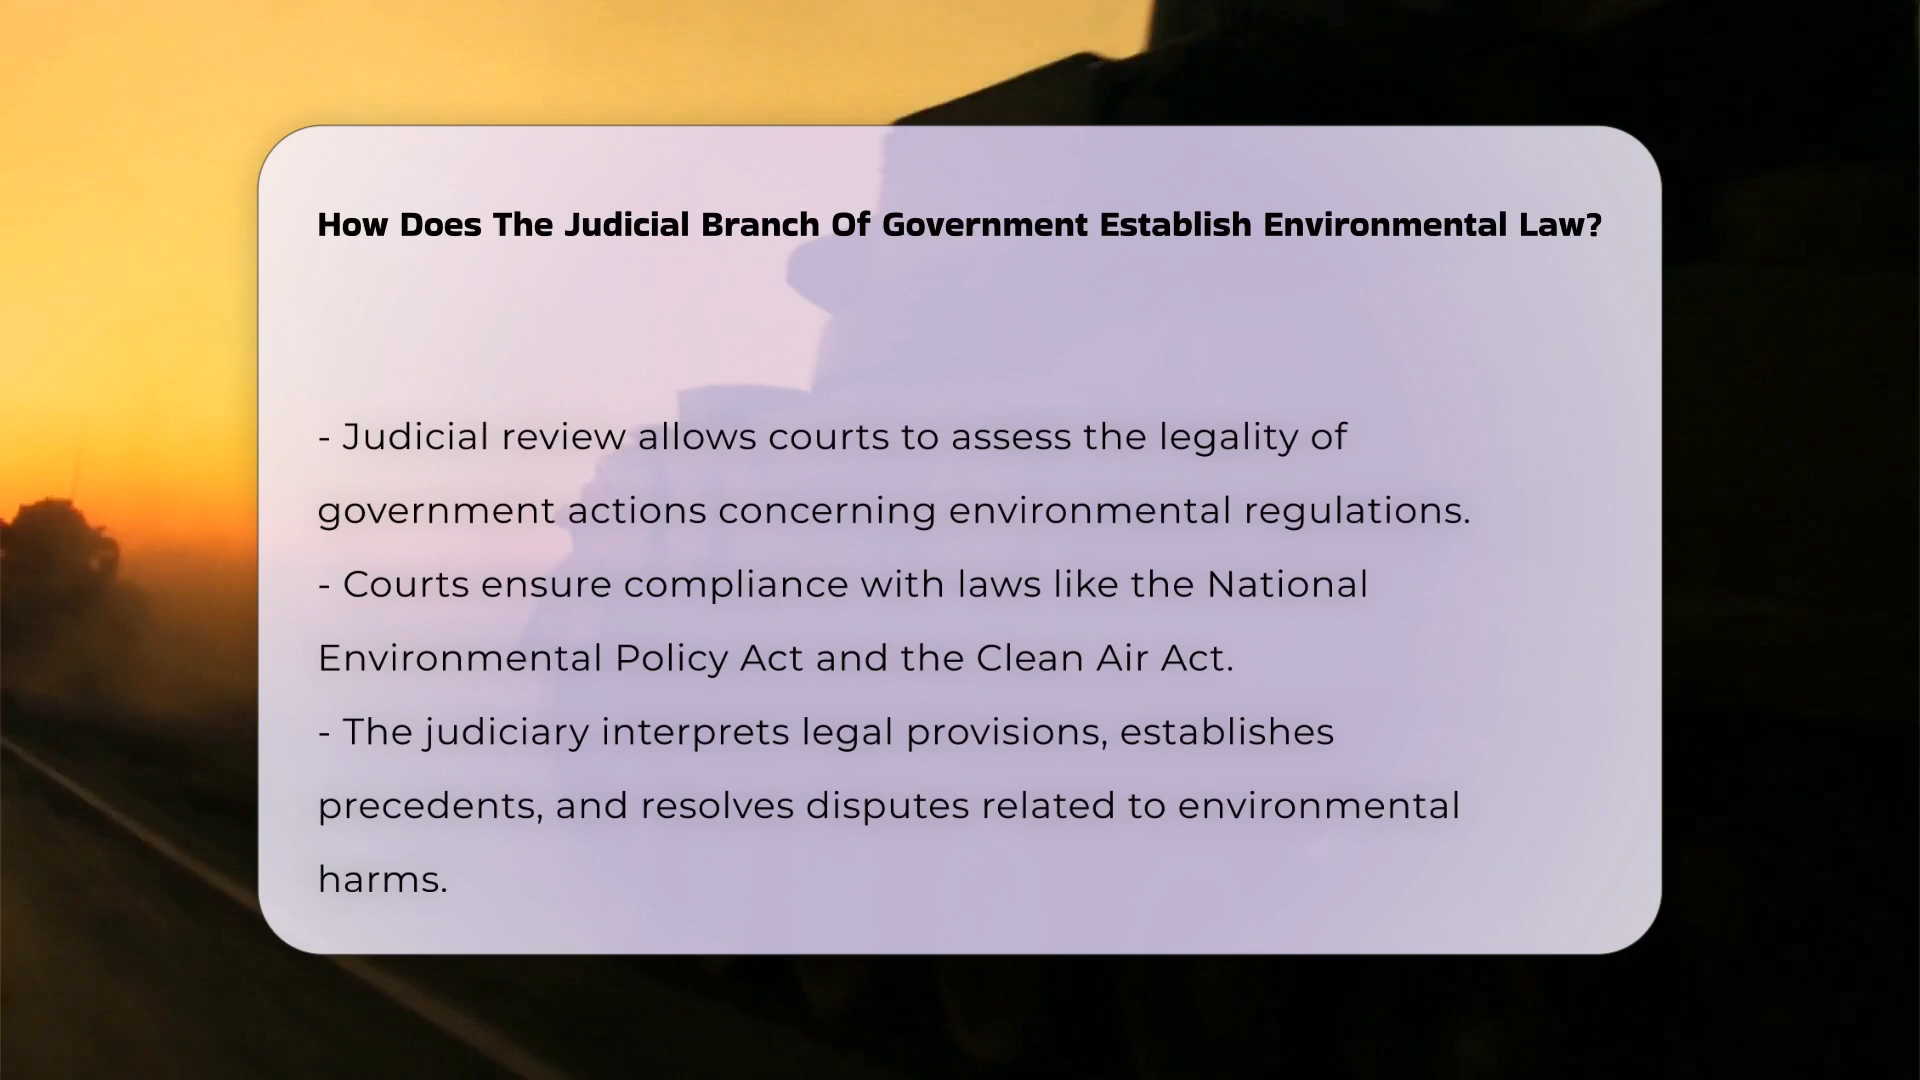 How Does The Judicial Branch Of Government Establish Environmental Law?
- Judicial review allows courts to assess the legality of
government actions concerning environmental regulations.
- Courts ensure compliance with laws like the National
Environmental Policy Act and the Clean Air Act.
- The judiciary interprets legal provisions, establishes
precedents, and resolves disputes related to environmental
harms.